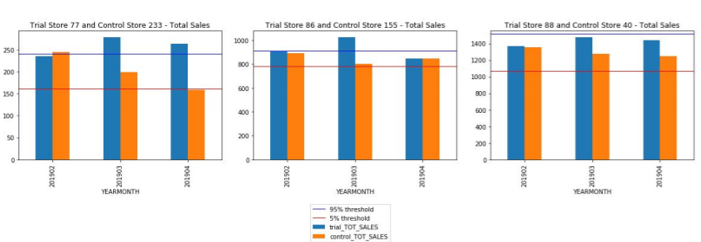 Trial Store 77 and Control Store 233 - Total Sales
250
200
150
100
50
0
201902
201903
201904
YEARMONTH
Trial Store 86 and Control Store 155 - Total Sales
1000
800
600
400
200
0
201902
201903
201904
YEARMONTH
Trial Store 88 and Control Store 40 - Total Sales
1400
1200
1000
800
600
400
200
0
201902
201903
201904
YEARMONTH
95% threshold
5% threshold
trial_TOT_SALES
control_TOT_SALES